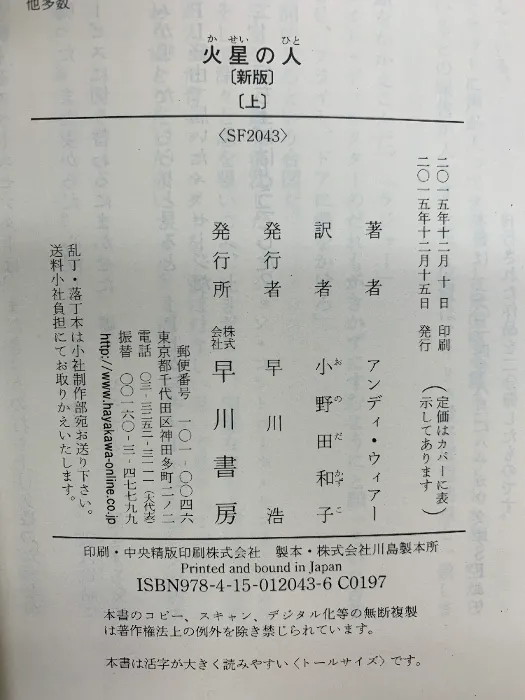 他多数
火星の人
かせい ひと
〔新版〕
〔上〕
〈SF2043〉
二〇一五年十二月 十 日 印刷
二〇一五年十二月十五日 発行
(定価はカバーに表
示してあります)
著者 アンディ・ウィアー
訳者 小野田和子
お の だ かず こ
発行者 早川 浩
発行所 株式会社 早川書房
郵便番号 一〇一‐〇〇四六
東京都千代田区神田多町二ノ二
電話 〇三‐三二五二‐三一一一(大代表)
振替 〇〇一六〇‐三‐四七七九九
http://www.hayakawa-online.co.jp
乱丁・落丁本は小社制作部宛お送り下さい。
送料小社負担にてお取りかえいたします。
印刷・中央精版印刷株式会社 製本・株式会社川島製本所
Printed and bound in Japan
ISBN978-4-15-012043-6 C0197
本書のコピー、スキャン、デジタル化等の無断複製
は著作権法上の例外を除き禁じられています。
本書は活字が大きく読みやすい〈トールサイズ〉です。